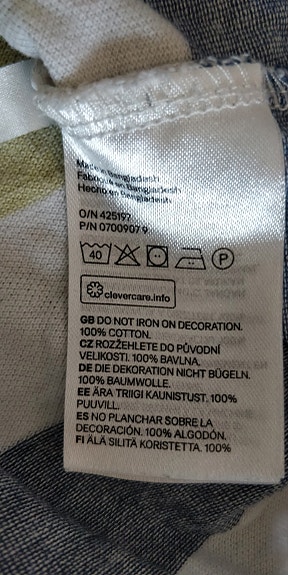 Made in Bangladesh
Fabriqué en Bangladesh
Hecho en Bangladesh
O/N 425197
P/N 0700907 9
40 P
clevercare.info
GB DO NOT IRON ON DECORATION.
100% COTTON.
CZ ROZŽEHLETE DO PŮVODNÍ
VELIKOSTI. 100% BAVLNA.
DE DIE DEKORATION NICHT BÜGELN.
100% BAUMWOLLE.
EE ÄRA TRIIGI KAUNISTUST. 100%
PUUVILL.
ES NO PLANCHAR SOBRE LA
DECORACIÓN. 100% ALGODÓN.
FI ÄLÄ SILITÄ KORISTETTA. 100%